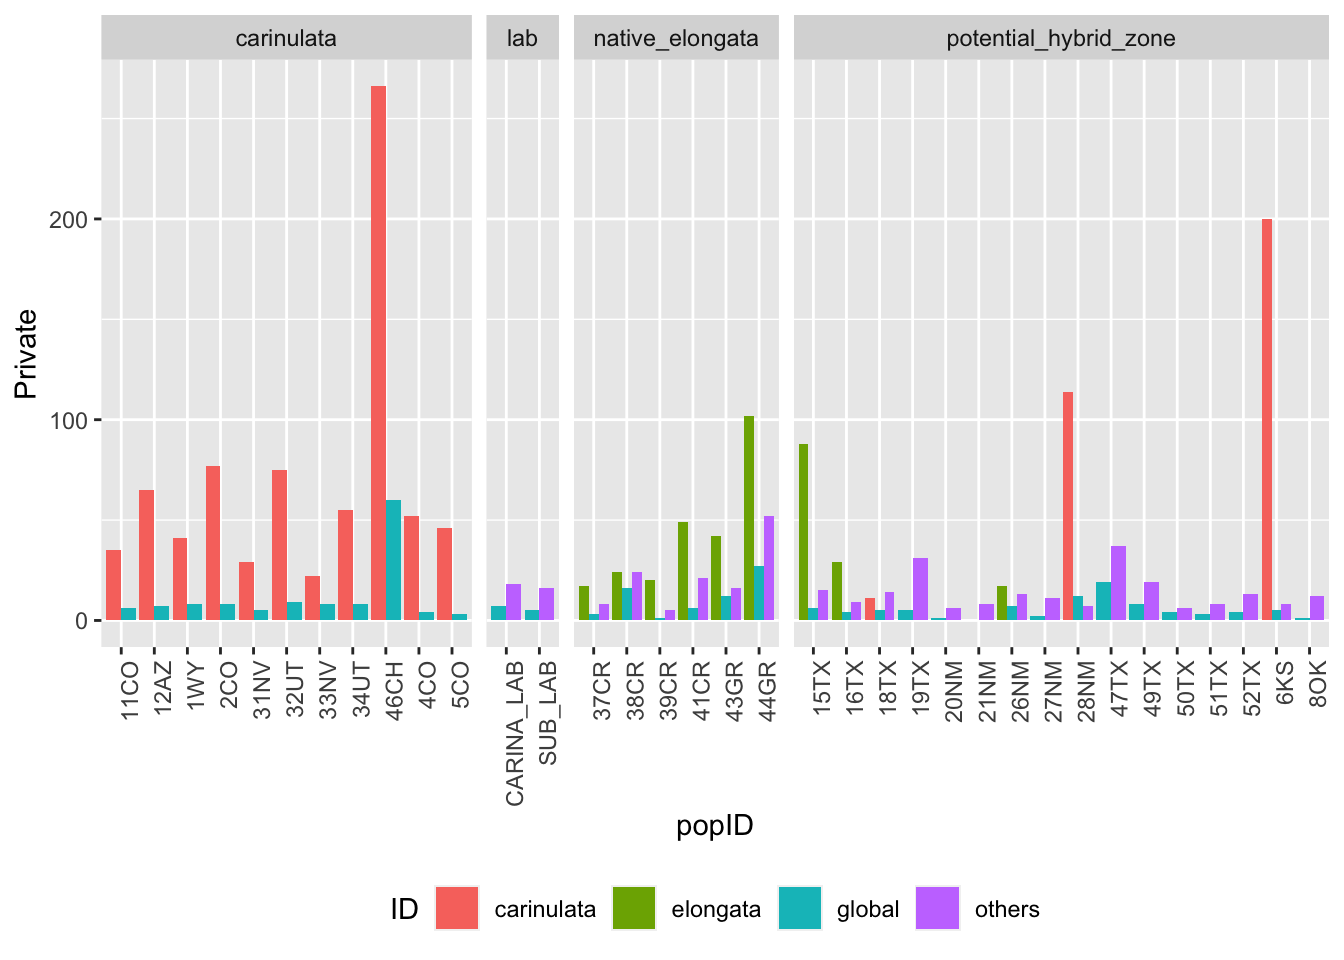 carinulata lab native_elongata potential_hybrid_zone
Private
200
100
0
11CO 12AZ 1WY 2CO 31NV 32UT 33NV 34UT 46CH 4CO 5CO CARINA_LAB SUB_LAB 37CR 38CR 39CR 41CR 43GR 44GR 15TX 16TX 18TX 19TX 20NM 21NM 26NM 27NM 28NM 47TX 49TX 50TX 51TX 52TX 6KS 8OK
popID
ID carinulata elongata global others